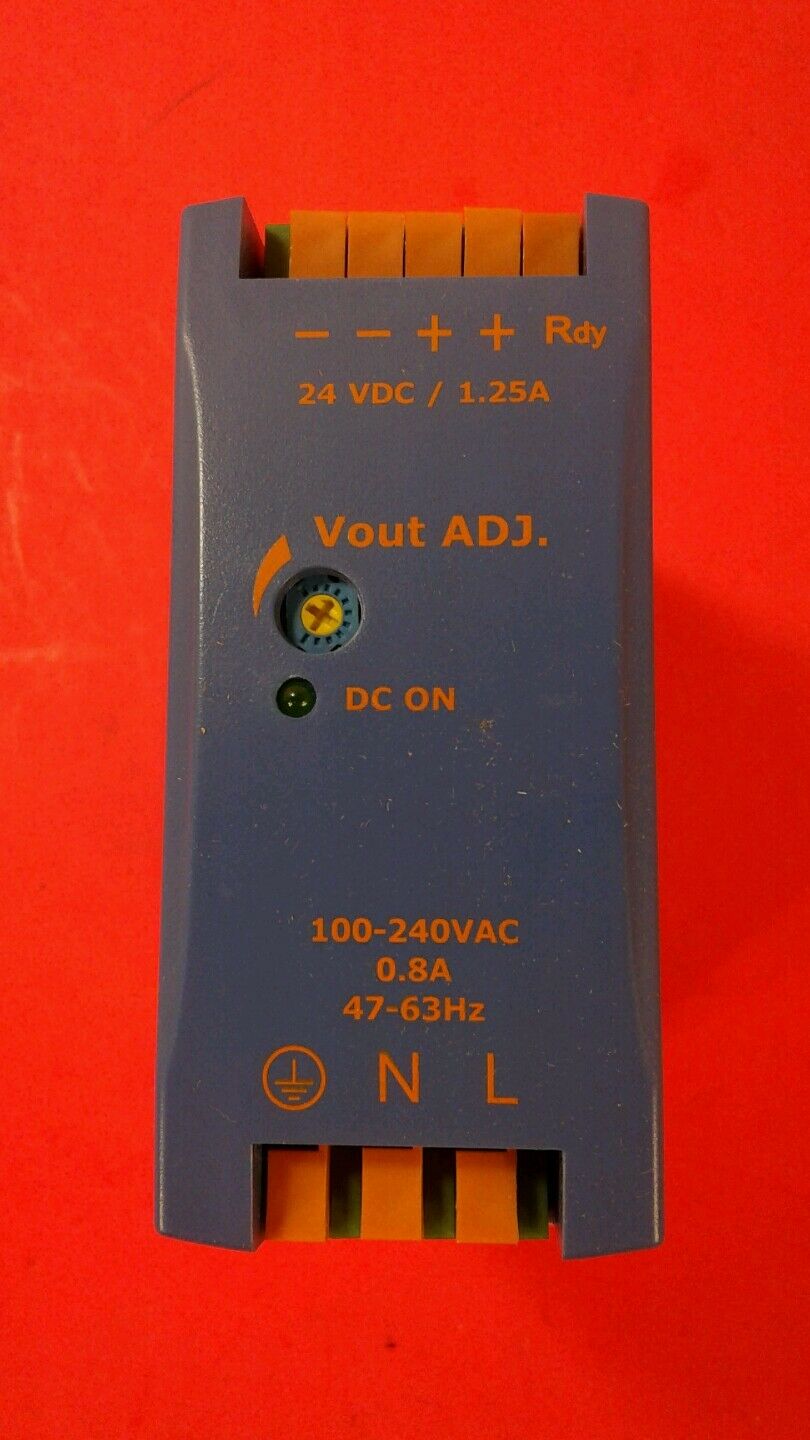 − − + + Rdy
24 VDC / 1.25A
Vout ADJ.
DC ON
100-240VAC
0.8A
47-63Hz
N L